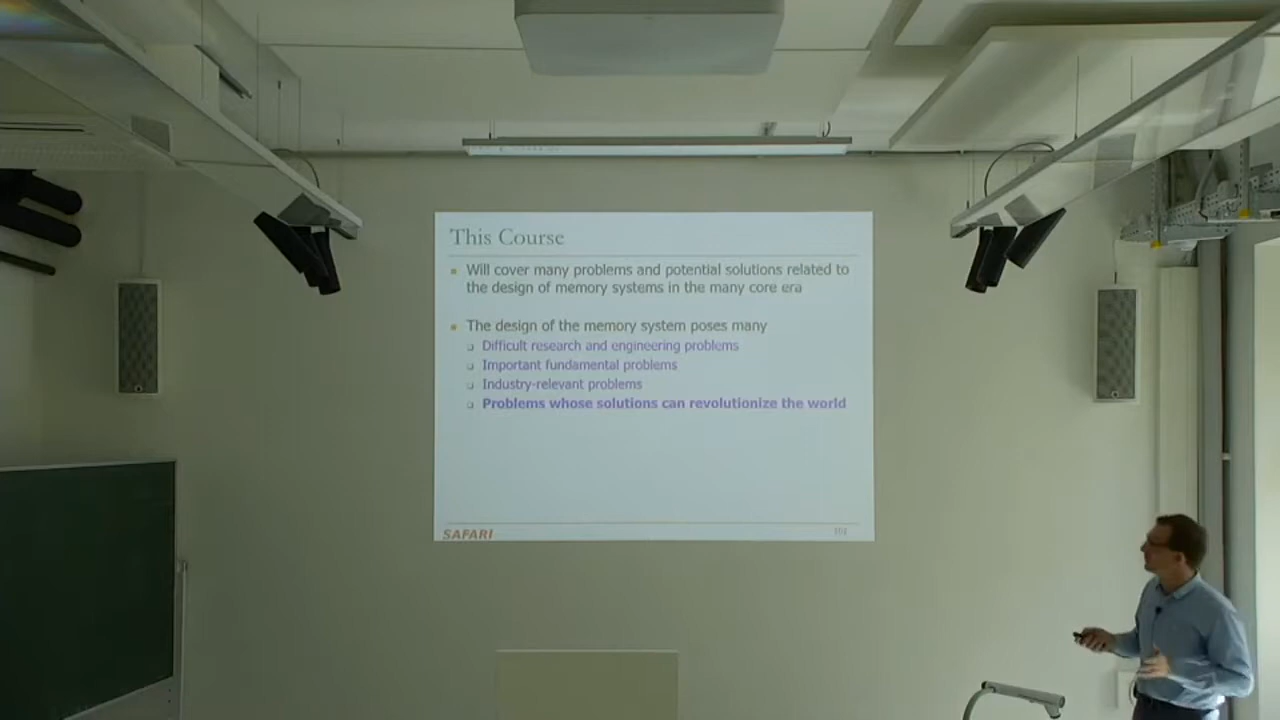 This Course
Will cover many problems and potential solutions related to
the design of memory systems in the many core era
The design of the memory system poses many
Difficult research and engineering problems
Important fundamental problems
Industry-relevant problems
Problems whose solutions can revolutionize the world
SAFARI